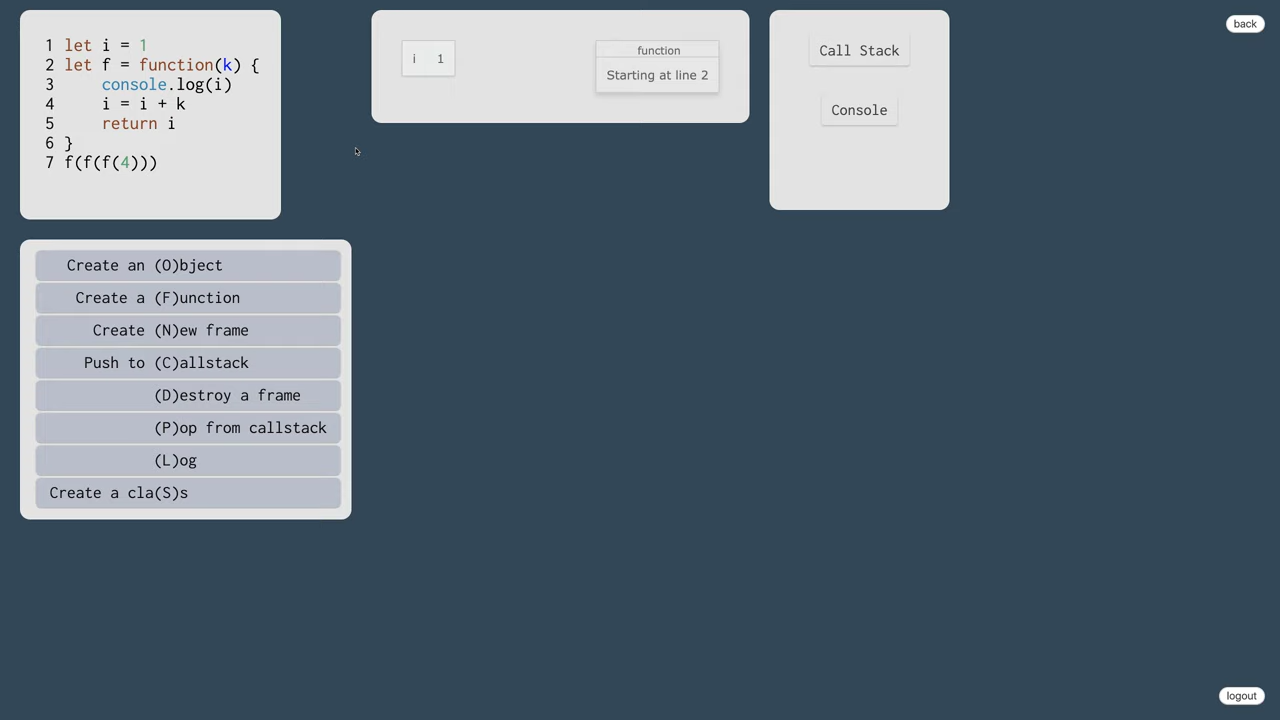 1 let i = 1
2 let f = function(k) {
3     console.log(i)
4     i = i + k
5     return i
6 }
7 f(f(f(4)))
i 1
function
Starting at line 2
Call Stack
Console
back
Create an (O)bject
Create a (F)unction
Create (N)ew frame
Push to (C)allstack
(D)estroy a frame
(P)op from callstack
(L)og
Create a cla(S)s
logout